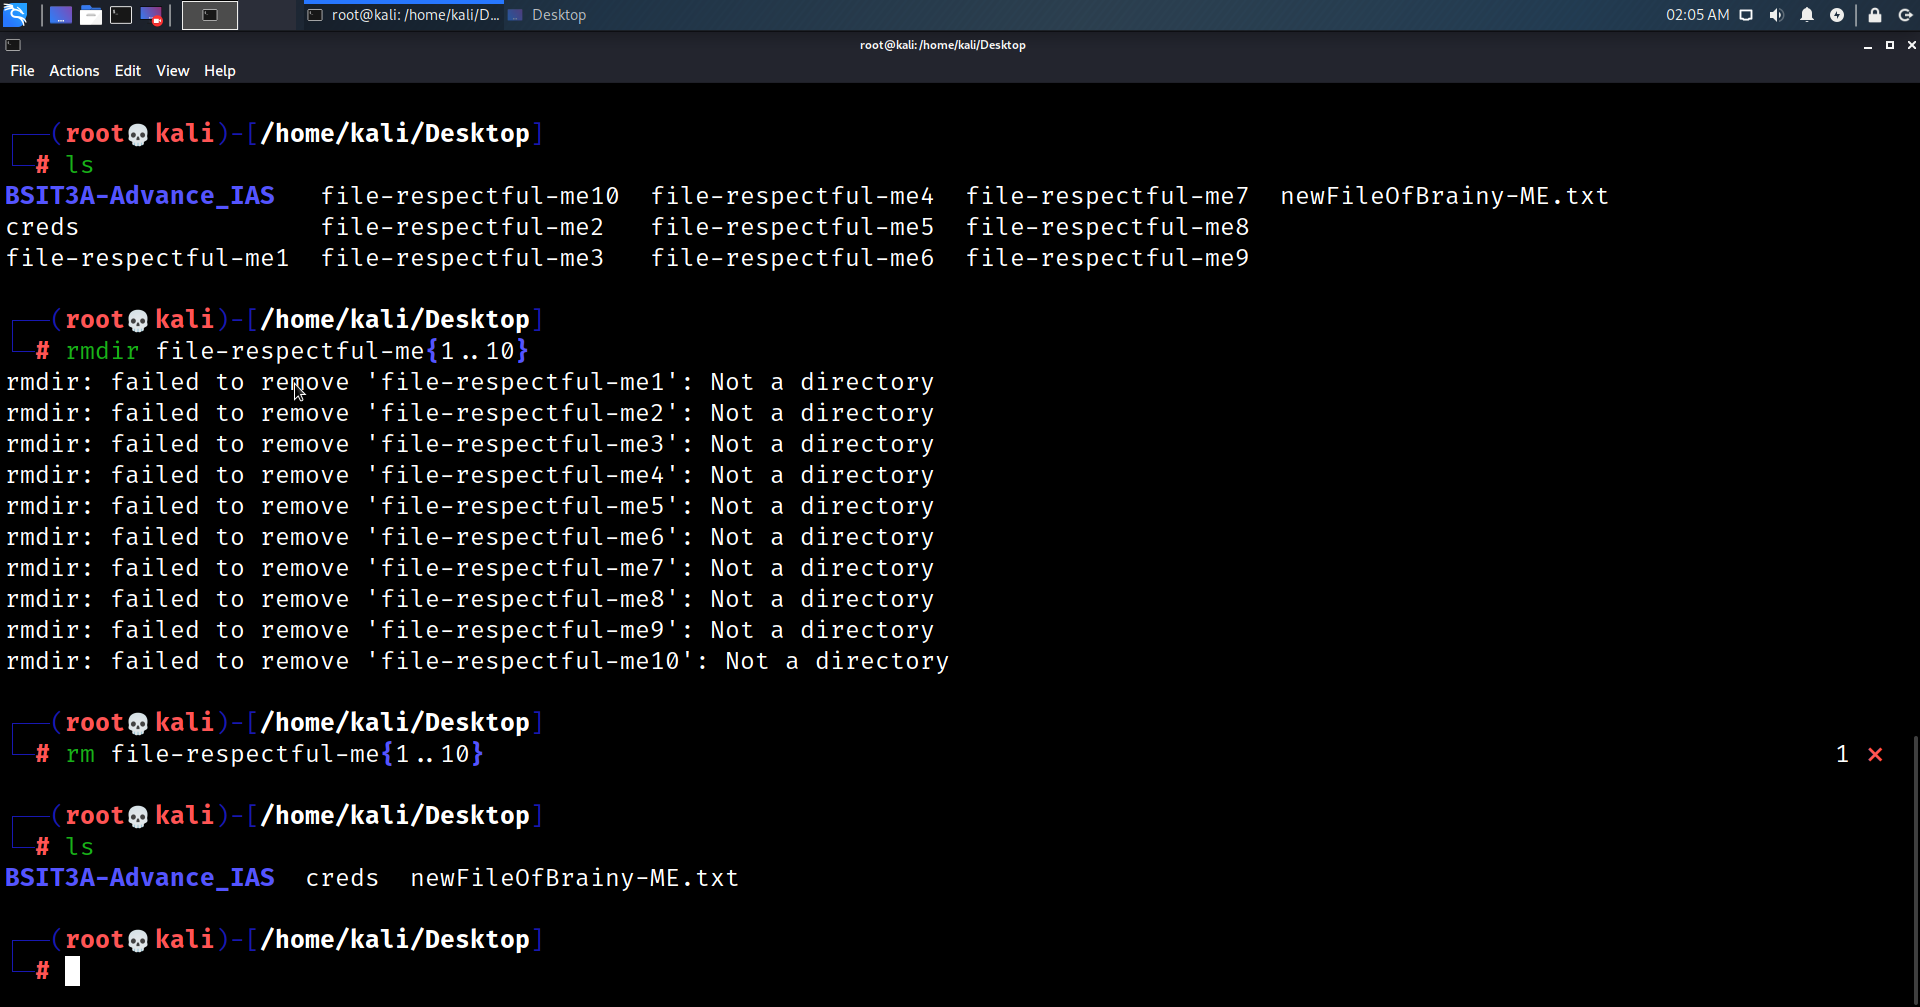 root@kali: /home/kali/D... Desktop 02:05 AM
root@kali: /home/kali/Desktop
File Actions Edit View Help
(root💀kali)-[/home/kali/Desktop]
# ls
BSIT3A-Advance_IAS file-respectful-me10 file-respectful-me4 file-respectful-me7 newFileOfBrainy-ME.txt
creds file-respectful-me2 file-respectful-me5 file-respectful-me8
file-respectful-me1 file-respectful-me3 file-respectful-me6 file-respectful-me9
(root💀kali)-[/home/kali/Desktop]
# rmdir file-respectful-me{1..10}
rmdir: failed to remove 'file-respectful-me1': Not a directory
rmdir: failed to remove 'file-respectful-me2': Not a directory
rmdir: failed to remove 'file-respectful-me3': Not a directory
rmdir: failed to remove 'file-respectful-me4': Not a directory
rmdir: failed to remove 'file-respectful-me5': Not a directory
rmdir: failed to remove 'file-respectful-me6': Not a directory
rmdir: failed to remove 'file-respectful-me7': Not a directory
rmdir: failed to remove 'file-respectful-me8': Not a directory
rmdir: failed to remove 'file-respectful-me9': Not a directory
rmdir: failed to remove 'file-respectful-me10': Not a directory
(root💀kali)-[/home/kali/Desktop]
# rm file-respectful-me{1..10} 1 ⨯
(root💀kali)-[/home/kali/Desktop]
# ls
BSIT3A-Advance_IAS creds newFileOfBrainy-ME.txt
(root💀kali)-[/home/kali/Desktop]
#